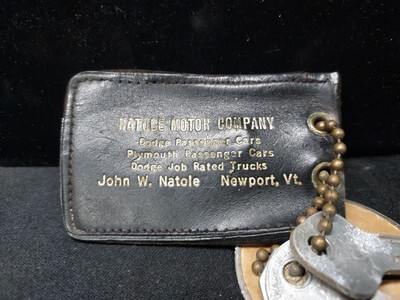 NATOLE MOTOR COMPANY
Dodge Passenger Cars
Plymouth Passenger Cars
Dodge Job Rated Trucks
John W. Natole Newport, Vt.